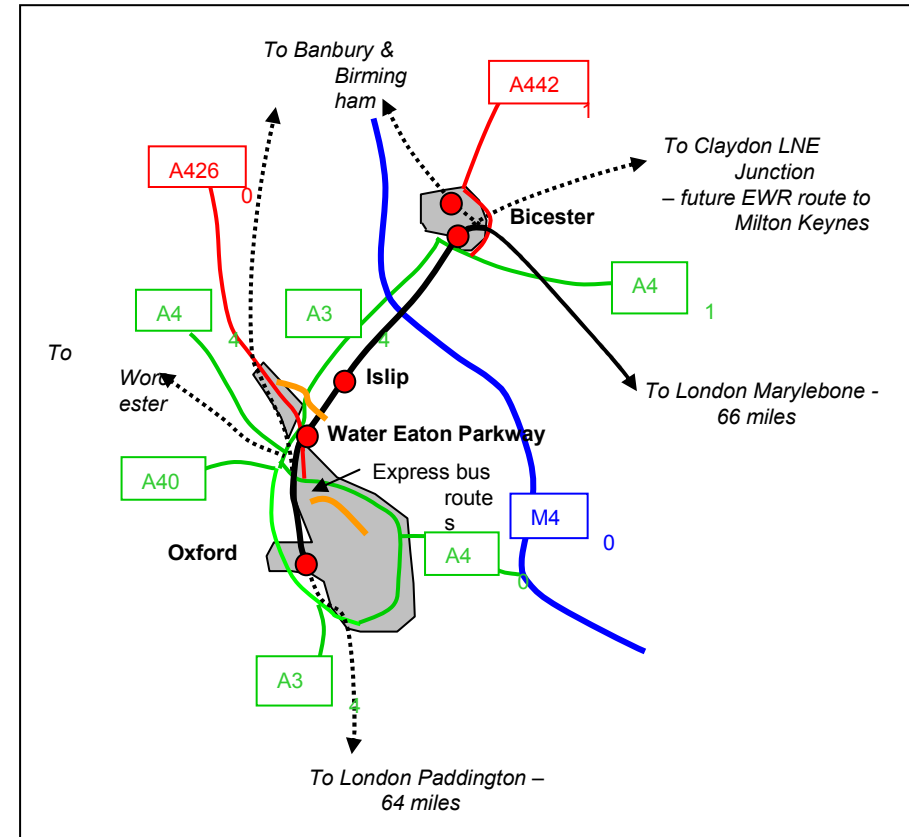 To Banbury &
Birming
ham
A442
1
To Claydon LNE
Junction
– future EWR route to
Milton Keynes
A426
0
Bicester
A4
1
A4
4
A3
4
To
Worc
ester
Islip
To London Marylebone -
66 miles
Water Eaton Parkway
A40
Express bus
route
s
M4
0
Oxford
A4
0
A3
4
To London Paddington –
64 miles